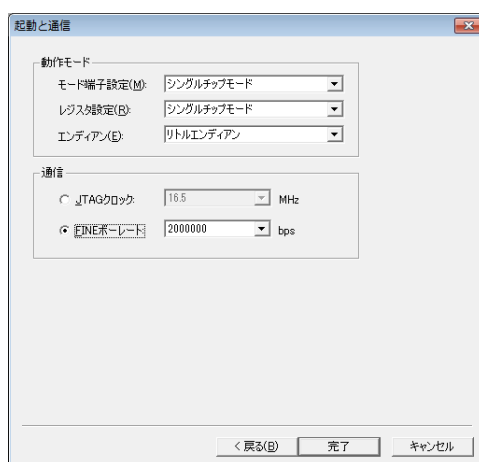 起動と通信
動作モード
モード端子設定(M): シングルチップモード
レジスタ設定(R): シングルチップモード
エンディアン(E): リトルエンディアン
通信
JTAGクロック: 16.5 MHz
FINEボーレート: 2000000 bps
< 戻る(B) 完了 キャンセル